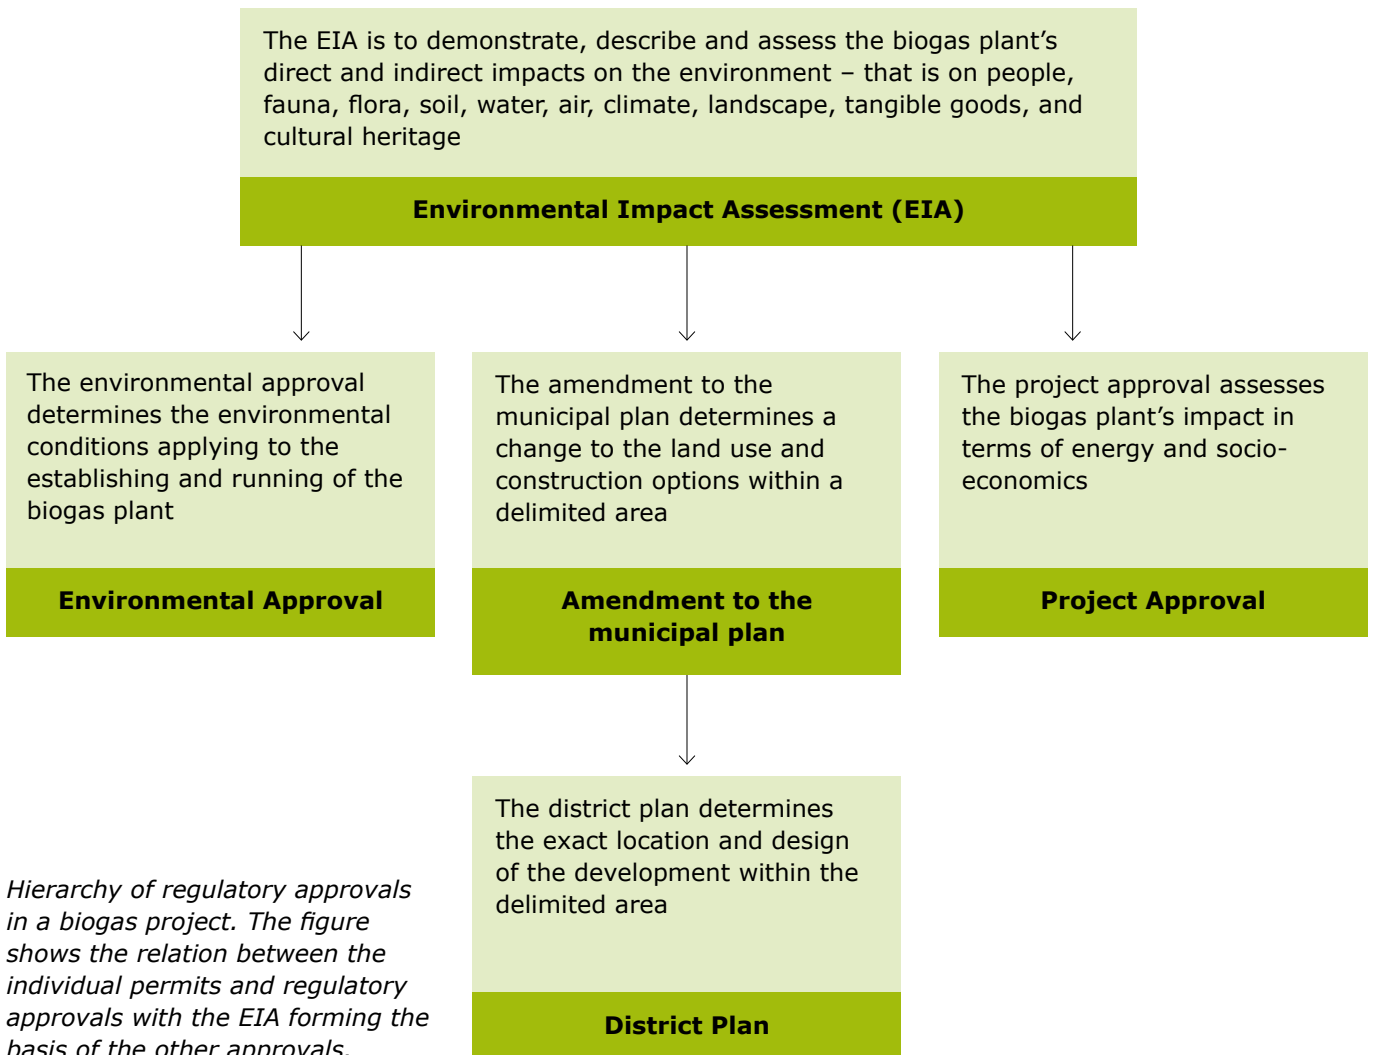 The EIA is to demonstrate, describe and assess the biogas plant’s
direct and indirect impacts on the environment – that is on people,
fauna, flora, soil, water, air, climate, landscape, tangible goods, and
cultural heritage
Environmental Impact Assessment (EIA)
The environmental approval
determines the environmental
conditions applying to the
establishing and running of the
biogas plant
Environmental Approval
The amendment to the
municipal plan determines a
change to the land use and
construction options within a
delimited area
Amendment to the
municipal plan
The project approval assesses
the biogas plant’s impact in
terms of energy and socio-
economics
Project Approval
The district plan determines
the exact location and design
of the development within the
delimited area
District Plan
Hierarchy of regulatory approvals
in a biogas project. The figure
shows the relation between the
individual permits and regulatory
approvals with the EIA forming the
basis of the other approvals.